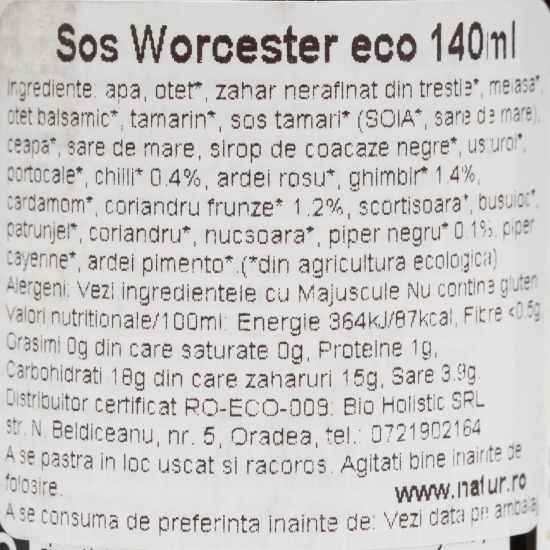 Sos Worcester eco 140ml
Ingrediente: apa, otet*, zahar nerafinat din trestie*, melasa*,
otet balsamic*, tamarin*, sos tamari* (SOIA*, sare de mare),
ceapa*, sare de mare, sirop de coacaze negre*, usturoi*,
portocale*, chilli* 0.4%, ardei rosu*, ghimbir* 1.4%,
cardamom*, coriandru frunze* 1.2%, scortisoara*, busuioc*,
patrunjel*, coriandru*, nucsoara*, piper negru* 0.1%, piper
cayenne*, ardei pimento*.(*din agricultura ecologica)
Alergeni. Vezi ingredientele cu Majuscule Nu contine gluten
Valori nutritionale/100ml: Energie 364kJ/87kcal, Fibre <0.5g,
Grasimi 0g din care saturate 0g, Proteine 1g,
Carbohidrati 18g din care zaharuri 15g, Sare 3.9g.
Distribuitor certificat RO-ECO-009: Bio Holistic SRL
str. N. Beldiceanu, nr. 5, Oradea, tel.: 0721902164
A se pastra in loc uscat si racoros. Agitati bine inainte de
folosire.
www.natur.ro
A se consuma de preferinta inainte de: Vezi data pe ambalaj